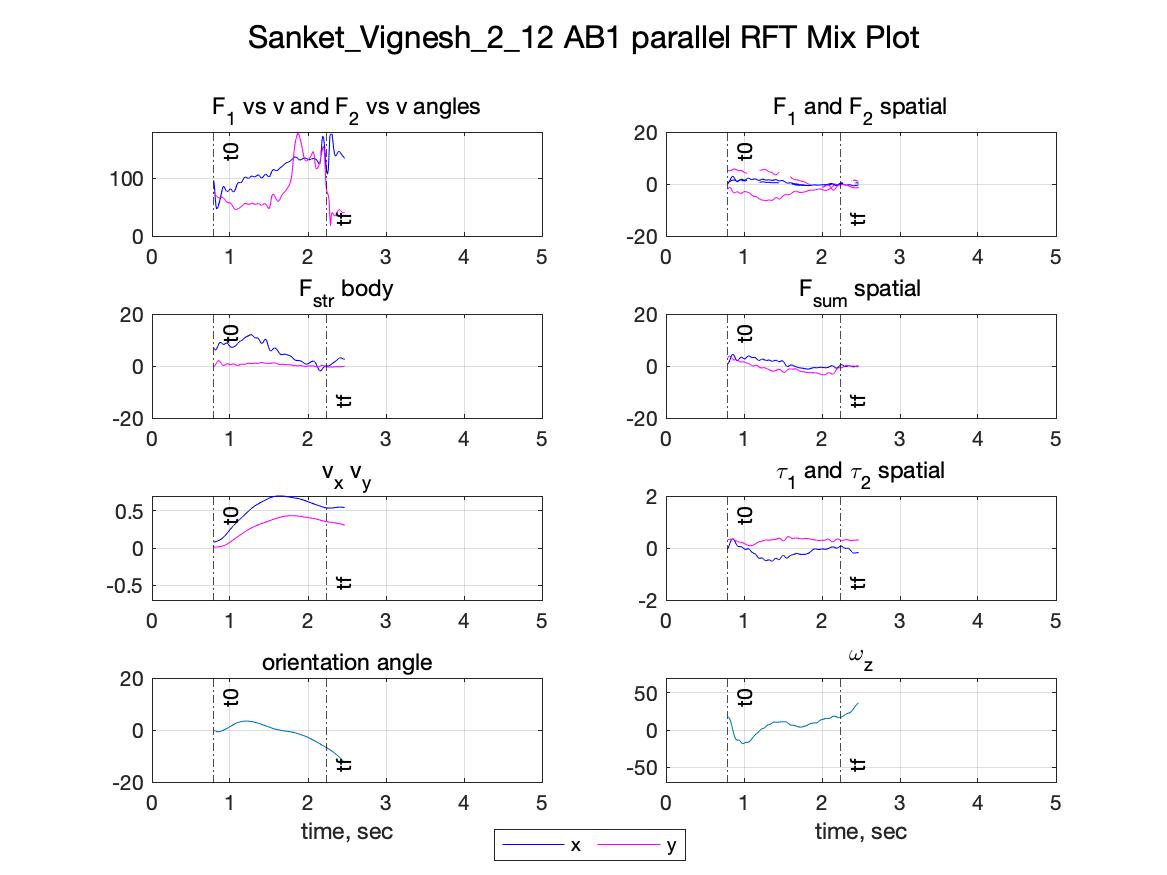 Sanket_Vignesh_2_12 AB1 parallel RFT Mix Plot
F1 vs v and F2 vs v angles
100
0
t0
tf
0 1 2 3 4 5
F1 and F2 spatial
20
0
-20
t0
tf
0 1 2 3 4 5
Fstr body
20
0
-20
t0
tf
0 1 2 3 4 5
Fsum spatial
20
0
-20
t0
tf
0 1 2 3 4 5
vx vy
0.5
0
-0.5
t0
tf
0 1 2 3 4 5
τ1 and τ2 spatial
2
0
-2
t0
tf
0 1 2 3 4 5
orientation angle
20
0
-20
t0
tf
0 1 2 3 4 5
time, sec
ωz
50
0
-50
t0
tf
0 1 2 3 4 5
time, sec
x y